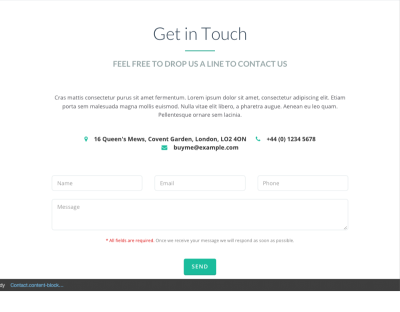 Get in Touch
FEEL FREE TO DROP US A LINE TO CONTACT US
Cras mattis consectetur purus sit amet fermentum. Lorem ipsum dolor sit amet, consectetur adipiscing elit. Etiam
porta sem malesuada magna mollis euismod. Nulla vitae elit libero, a pharetra augue. Aenean eu leo quam.
Pellentesque ornare sem lacinia.
16 Queen's Mews, Covent Garden, London, LO2 4ON +44 (0) 1234 5678
buyme@example.com
Name Email Phone
Message
* All fields are required. Once we receive your message we will respond as soon as possible.
SEND
dy Contact content-block...